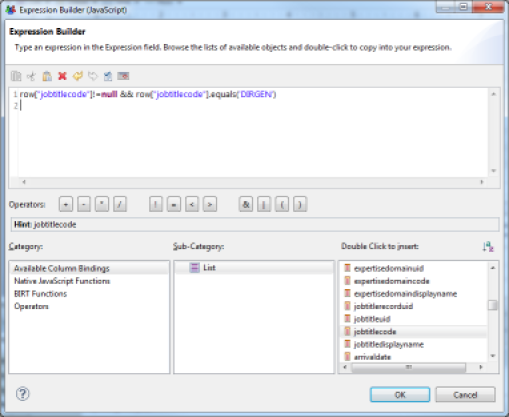 Expression Builder (JavaScript)
Expression Builder
Type an expression in the Expression field. Browse the lists of available objects and double-click to copy into your expression.
1 row["jobtitlecode"]!=null && row["jobtitlecode"].equals('DIRGEN')
2
Operators: + - * / ! = < > & | ( )
Hint: jobtitlecode
Category: Sub-Category: Double Click to insert:
Available Column Bindings
Native JavaScript Functions
BIRT Functions
Operators
List
expertisedomainuid
expertisedomaincode
expertisedomaindisplayname
jobtitlerecorduid
jobtitleuid
jobtitlecode
jobtitledisplayname
arrivaldate
? OK Cancel